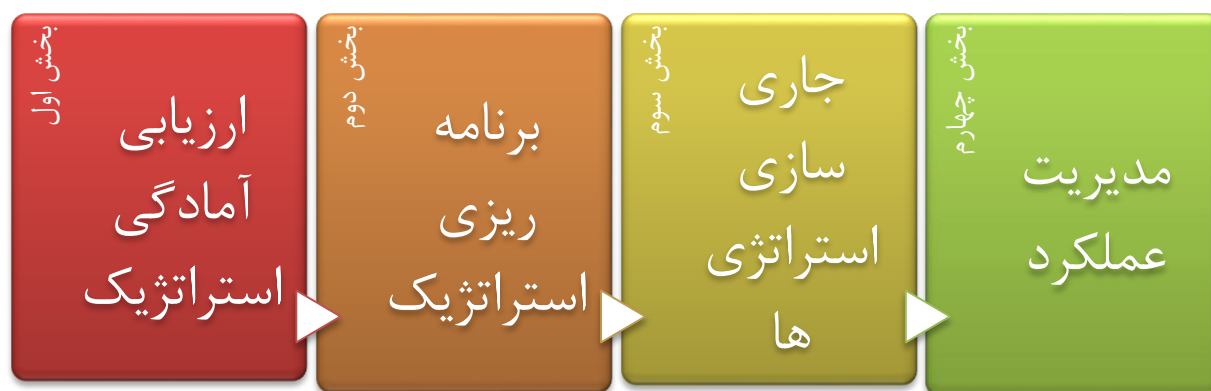 بخش اول
ارزیابی
آمادگی
استراتژیک
بخش دوم
برنامه
ریزی
استراتژیک
بخش سوم
جاری
سازی
استراتژی
ها
بخش چهارم
مدیریت
عملکرد